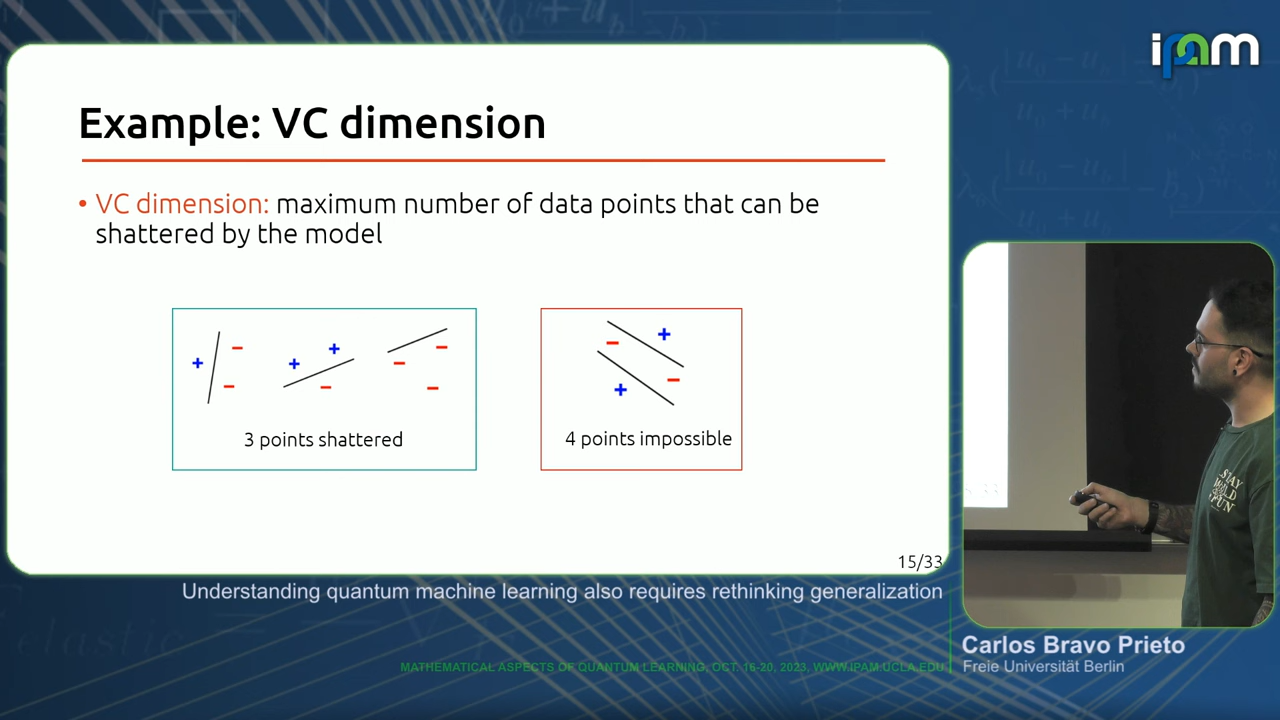 ipam
Example: VC dimension
• VC dimension: maximum number of data points that can be
shattered by the model
+ − −
+ + −
− − −
3 points shattered
− + + −
4 points impossible
15/33
Understanding quantum machine learning also requires rethinking generalization
Carlos Bravo Prieto
Freie Universität Berlin
MATHEMATICAL ASPECTS OF QUANTUM LEARNING, OCT. 16-20, 2023, WWW.IPAM.UCLA.EDU
STAY